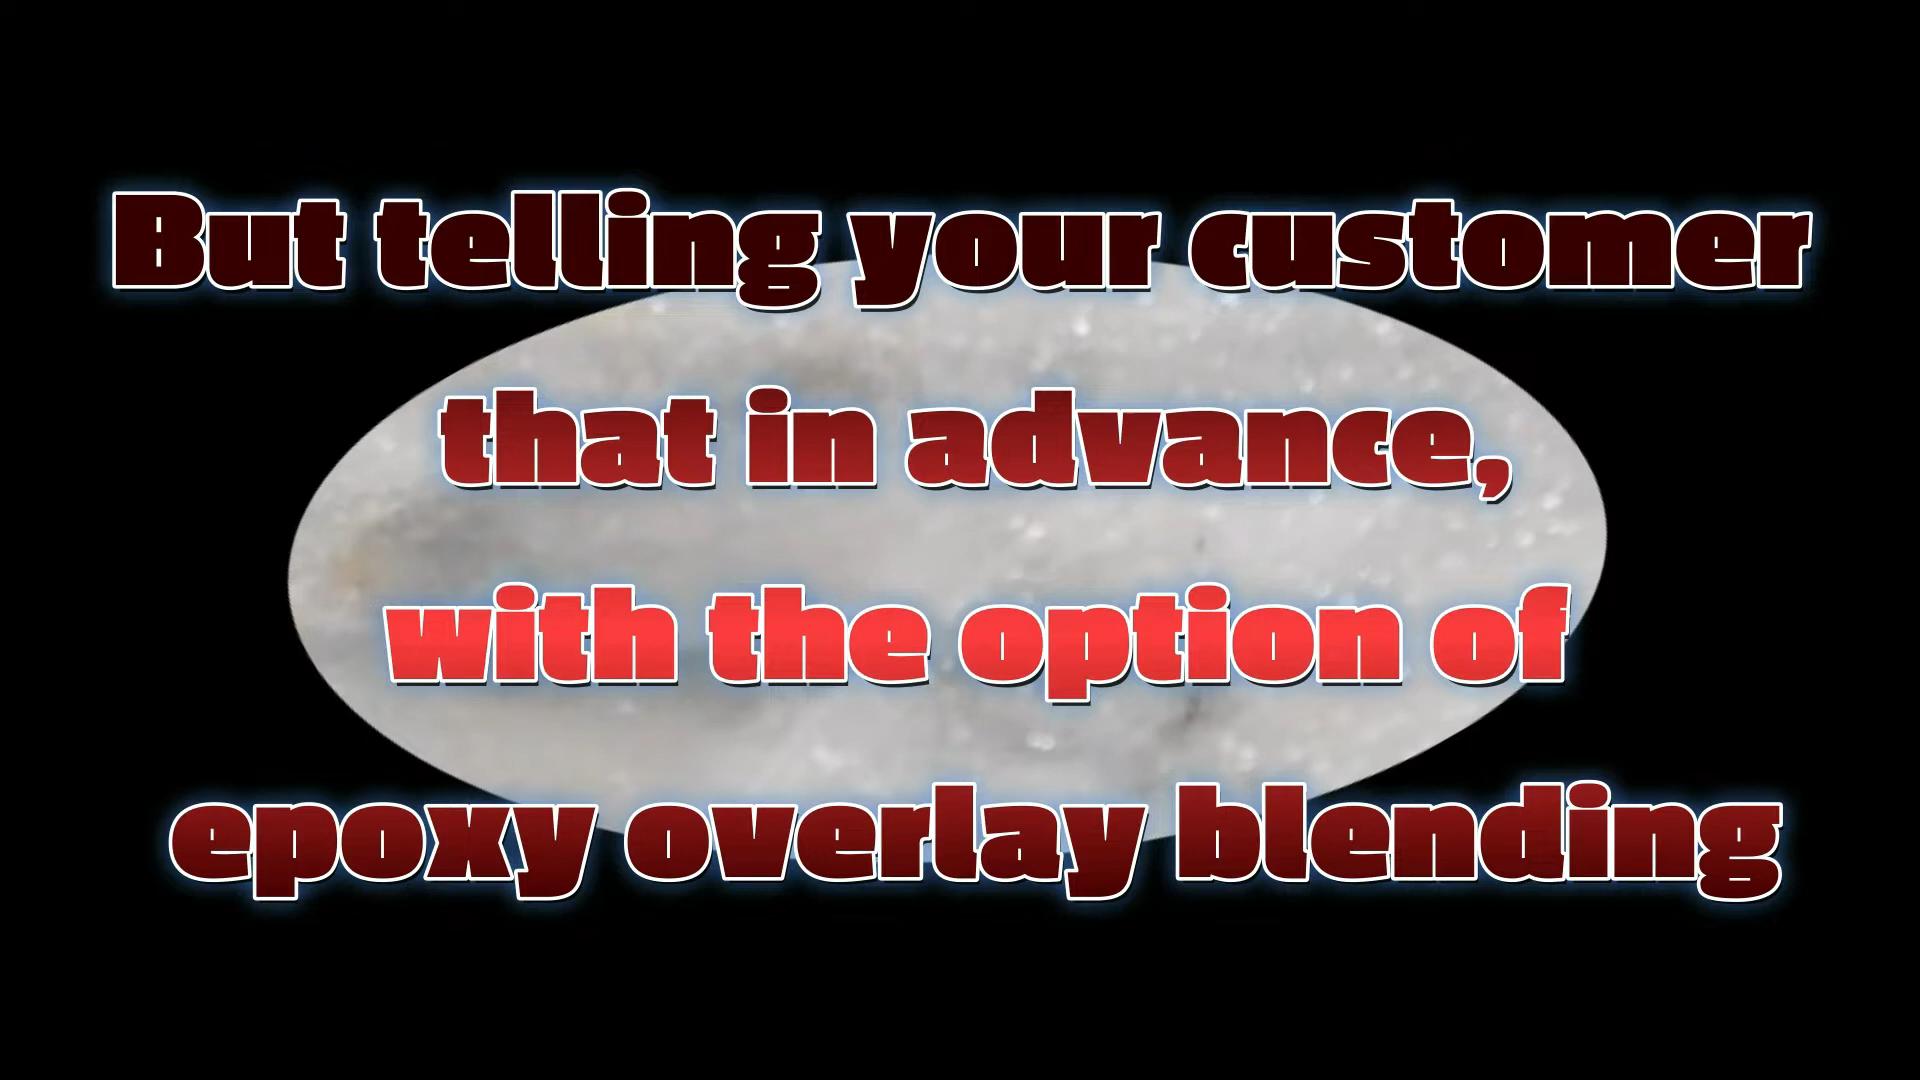 But telling your customer
that in advance,
with the option of
epoxy overlay blending